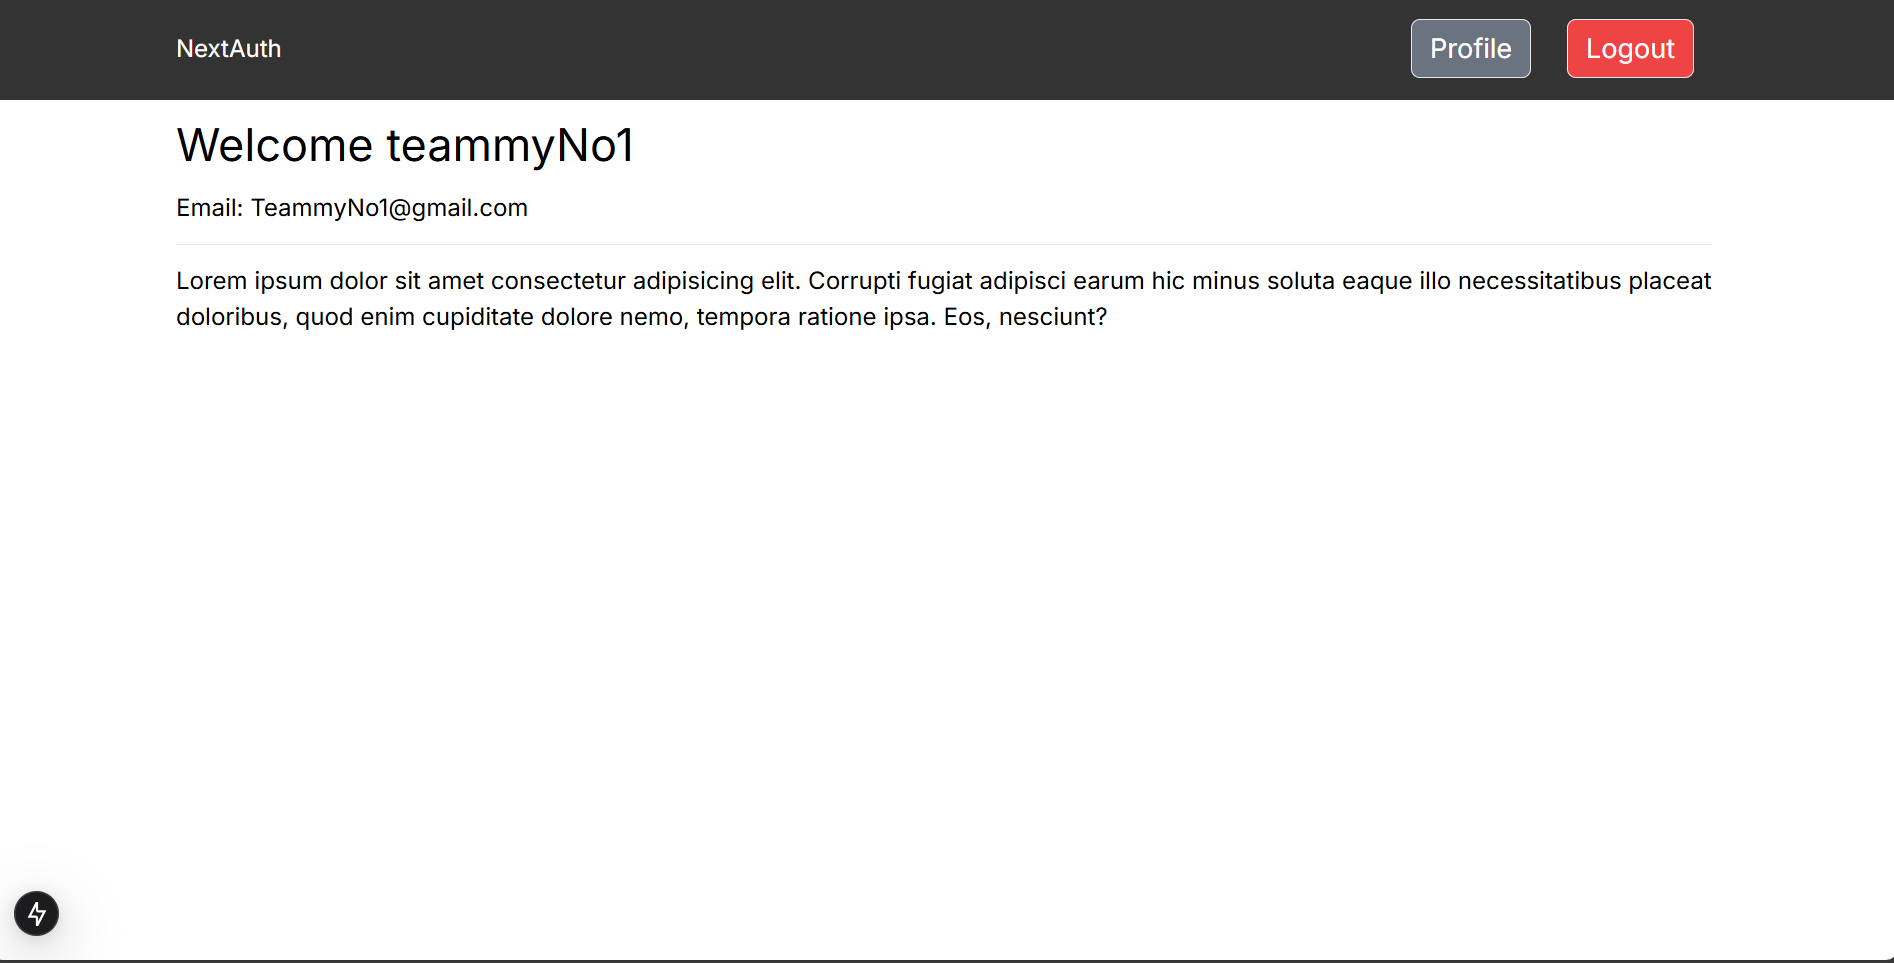 NextAuth
Profile
Logout
Welcome teammyNo1
Email: TeammyNo1@gmail.com
Lorem ipsum dolor sit amet consectetur adipisicing elit. Corrupti fugiat adipisci earum hic minus soluta eaque illo necessitatibus placeat
doloribus, quod enim cupiditate dolore nemo, tempora ratione ipsa. Eos, nesciunt?